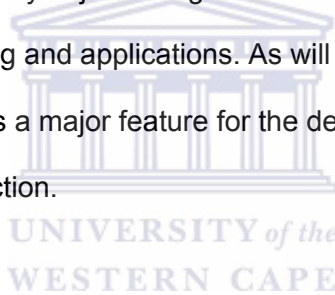 g and applications. As will
s a major feature for the de
ction.
UNIVERSITY of the
WESTERN CAPE